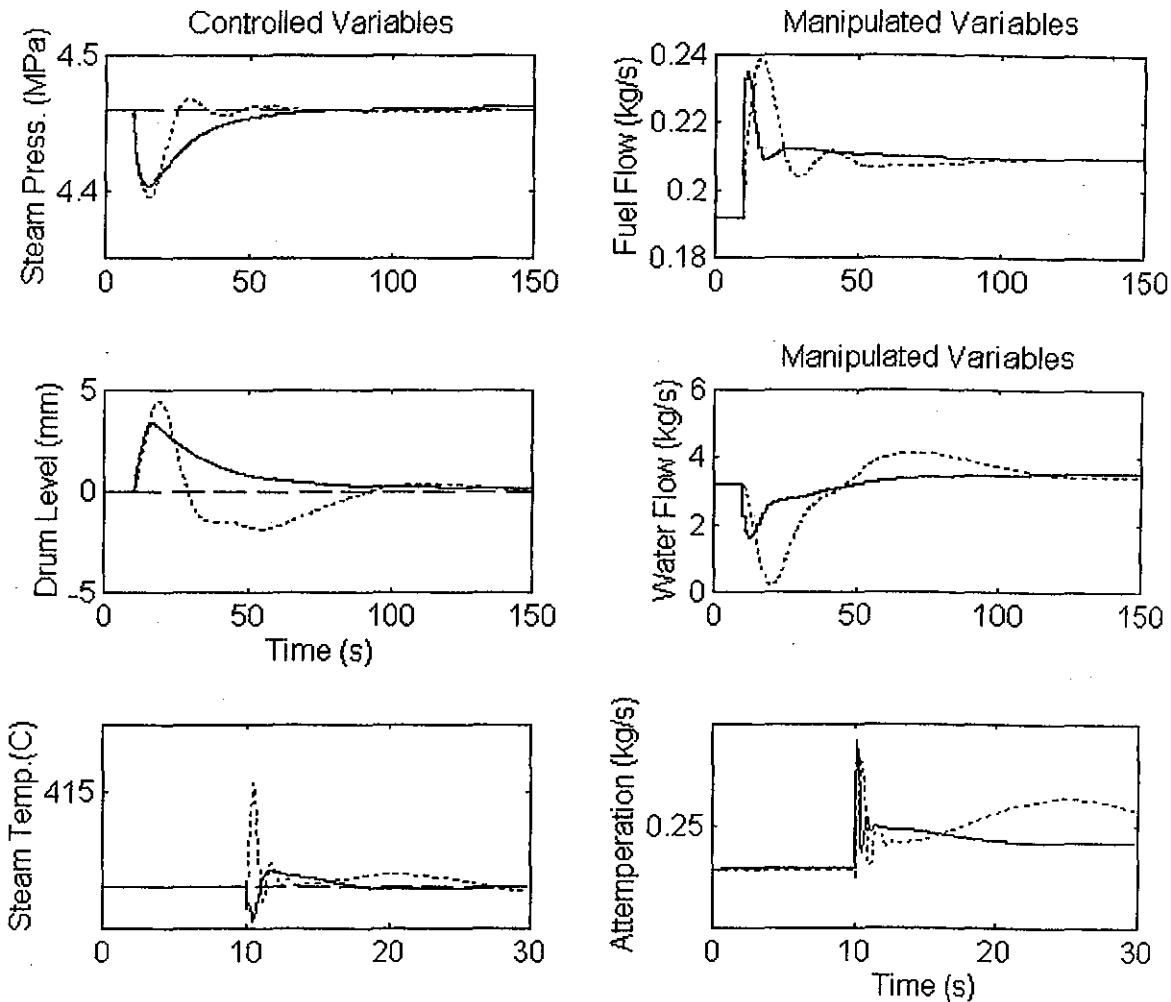 Controlled Variables
Steam Press. (MPa)
4.5
4.4
0 50 100 150
Manipulated Variables
Fuel Flow (kg/s)
0.24
0.22
0.2
0.18
0 50 100 150
Drum Level (mm)
5
0
-5
0 50 100 150
Time (s)
Manipulated Variables
Water Flow (kg/s)
6
4
2
0
0 50 100 150
Steam Temp.(C)
415
0 10 20 30
Attemperation (kg/s)
0.25
0 10 20 30
Time (s)